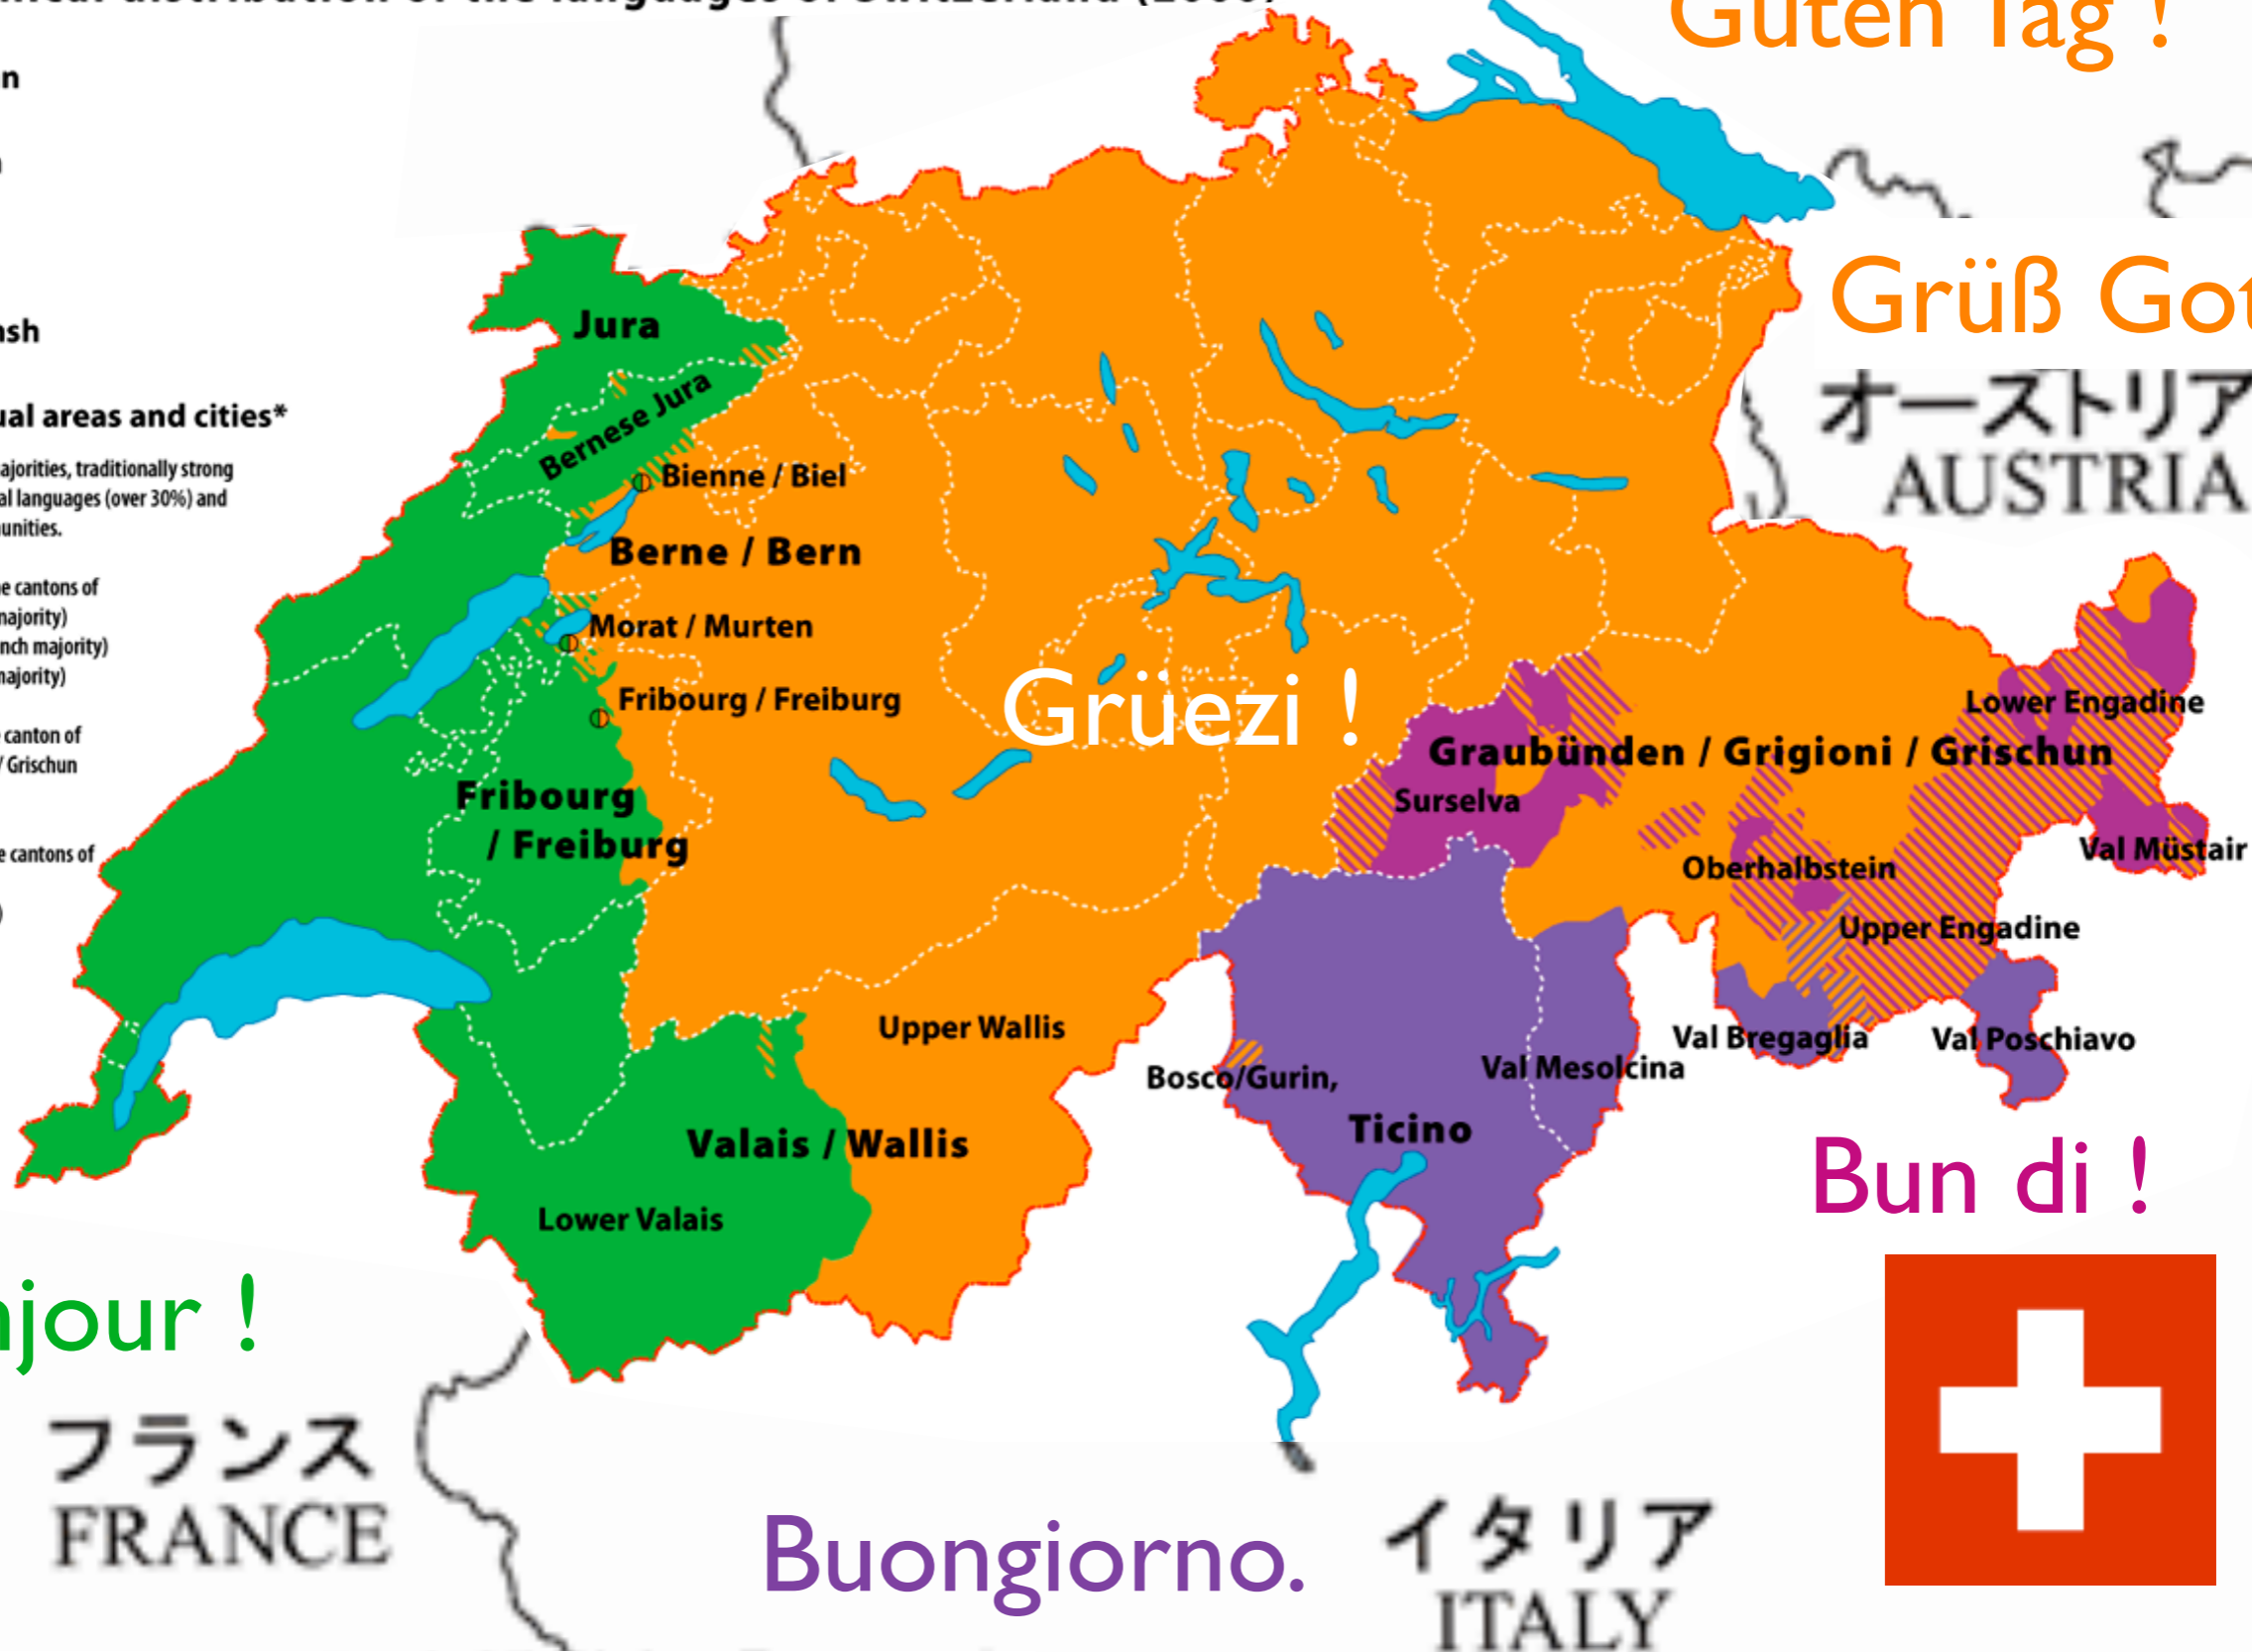 Guten Tag !
ual areas and cities*
ajorities, traditionally strong
al languages (over 30%) and
unities.
e cantons of
majority)
nch majority)
majority)
canton of
/ Grischun
e cantons of
Jura
Bernese Jura
Bienne / Biel
Berne / Bern
Morat / Murten
Fribourg / Freiburg
Fribourg
/ Freiburg
Grüezi !
Grüß Got
オーストリア
AUSTRIA
Lower Engadine
Graubünden / Grigioni / Grischun
Surselva
Val Müstair
Oberhalbstein
Upper Engadine
Upper Wallis
Val Bregaglia
Val Poschiavo
Bosco/Gurin,
Val Mesolcina
Ticino
Valais / Wallis
Lower Valais
Bun di !
njour !
フランス
FRANCE
Buongiorno.
イタリア
ITALY